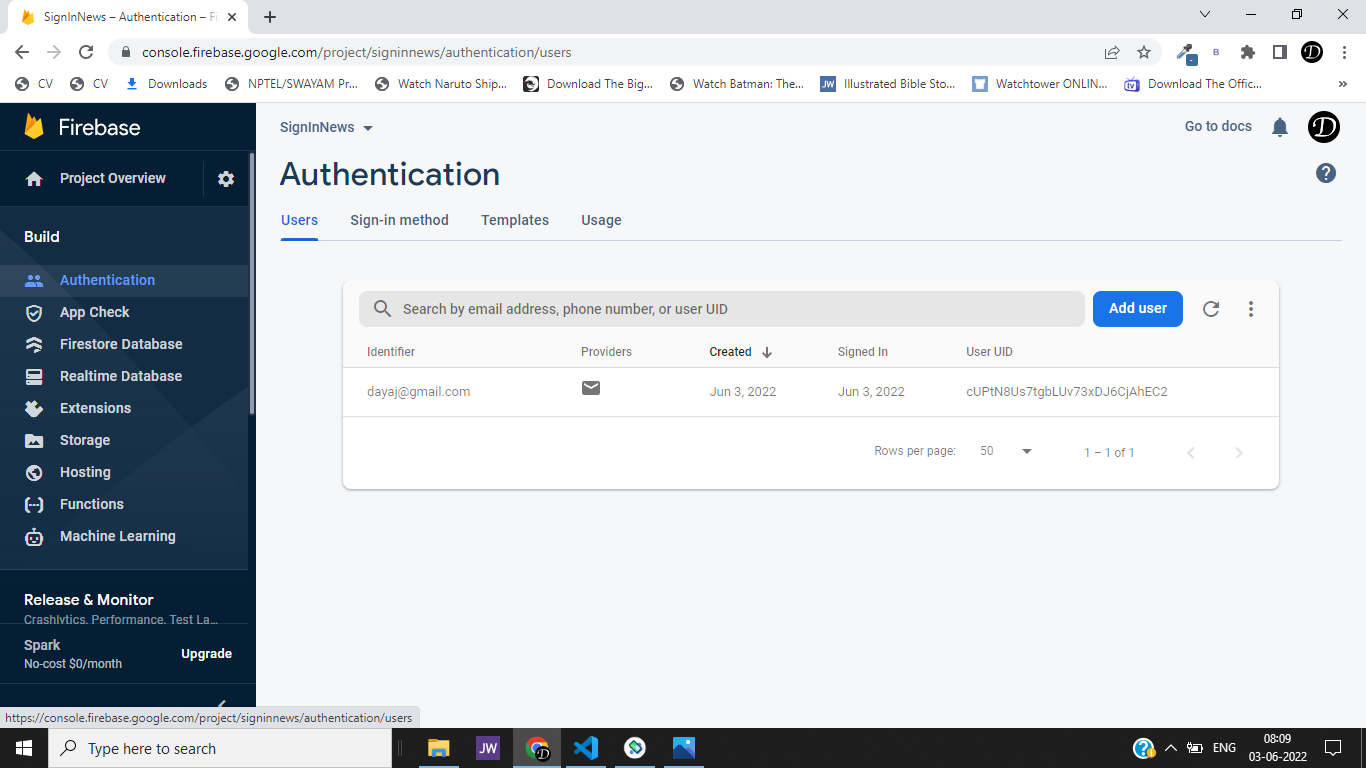 SignInNews – Authentication – Fi
console.firebase.google.com/project/signinnews/authentication/users
CV
CV
Downloads
NPTEL/SWAYAM Pr...
Watch Naruto Ship...
Download The Big...
Watch Batman: The...
JW
Illustrated Bible Sto...
Watchtower ONLIN...
tv
Download The Offic...
»
B
D
Firebase
SignInNews
Go to docs
D
Project Overview
Authentication
?
Users
Sign-in method
Templates
Usage
Build
Authentication
App Check
Firestore Database
Realtime Database
Extensions
Storage
Hosting
Functions
Machine Learning
Search by email address, phone number, or user UID
Add user
Identifier
Providers
Created
Signed In
User UID
dayaj@gmail.com
Jun 3, 2022
Jun 3, 2022
cUPtN8Us7tgbLUv73xDJ6CjAhEC2
Rows per page:
50
1 – 1 of 1
Release & Monitor
Crashlytics, Performance, Test La...
Spark
No-cost $0/month
Upgrade
https://console.firebase.google.com/project/signinnews/authentication/users
Type here to search
JW
D
ENG
08:09
03-06-2022